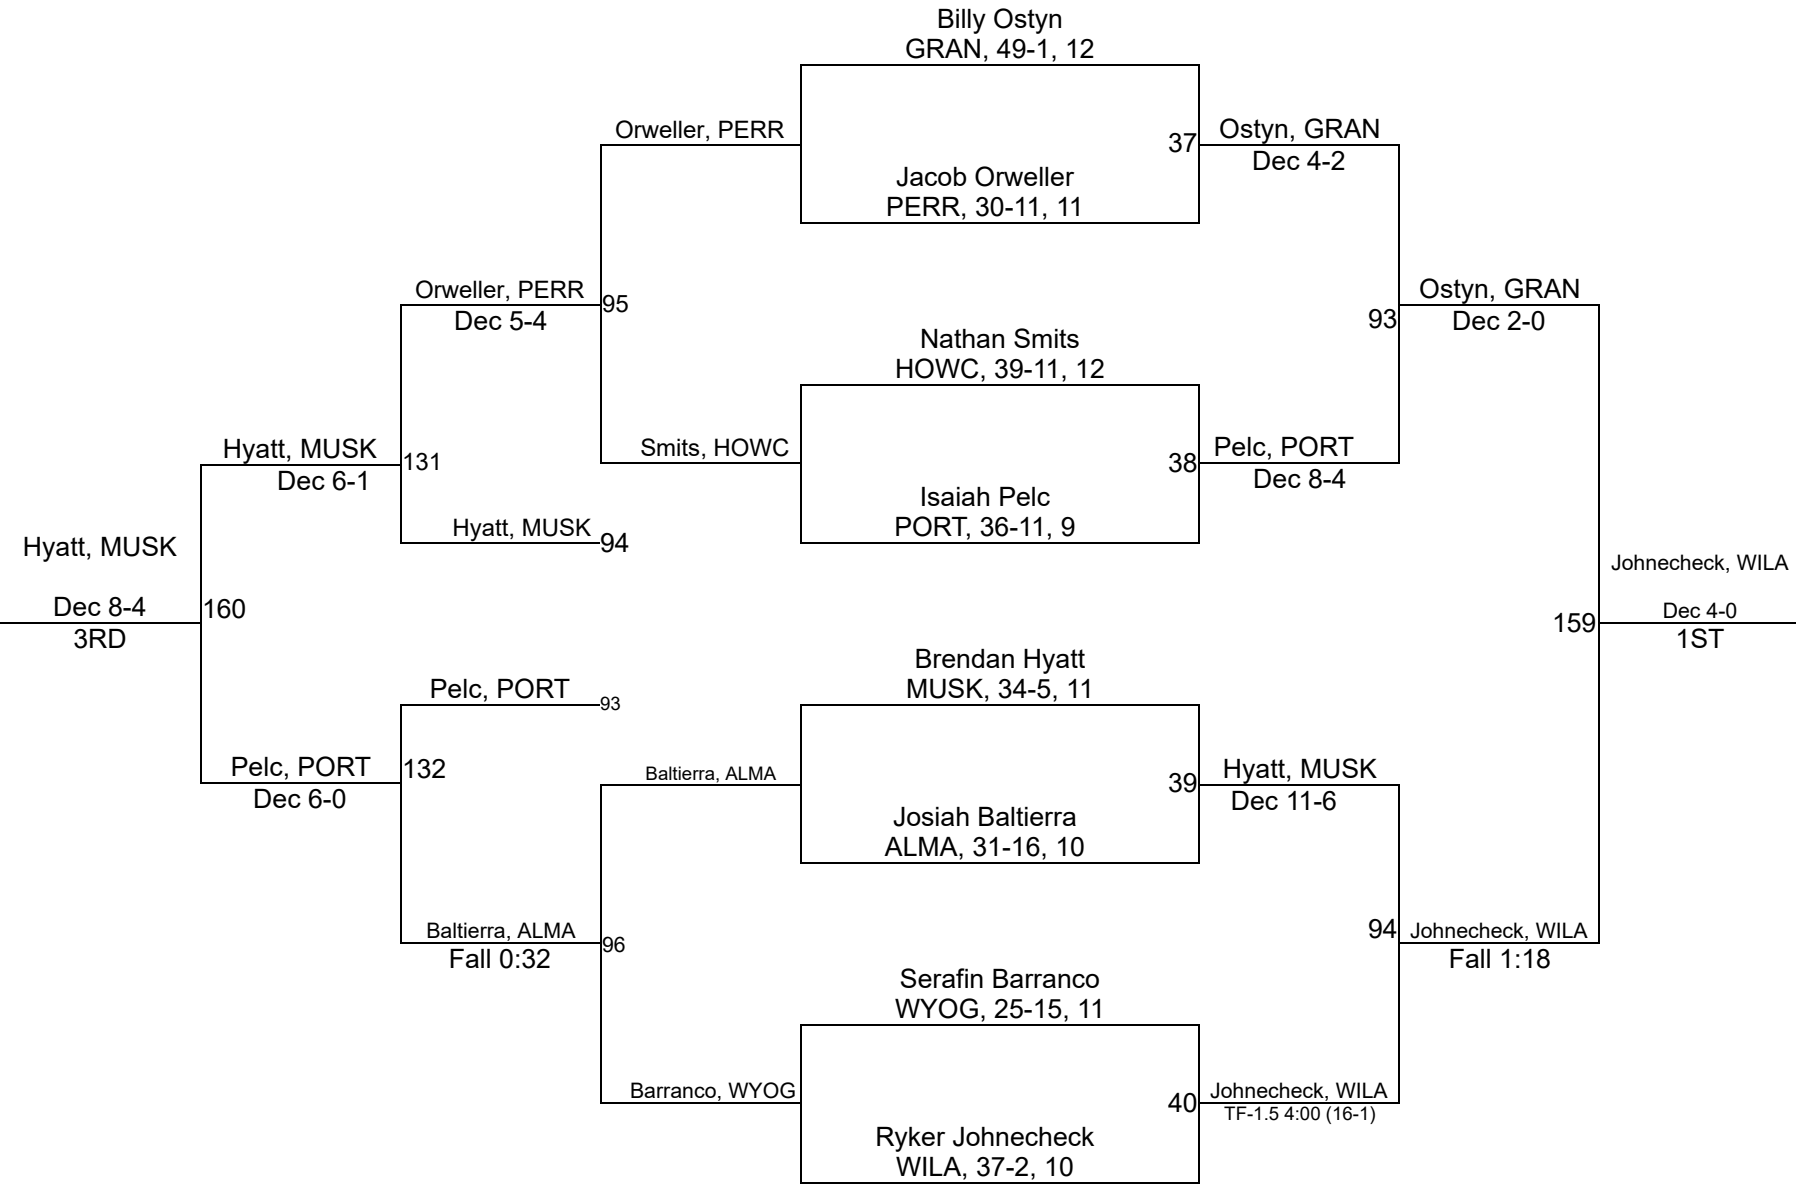 Billy Ostyn
GRAN, 49-1, 12
Orweller, PERR
37
Ostyn, GRAN
Dec 4-2
Jacob Orweller
PERR, 30-11, 11
Orweller, PERR
Dec 5-4
95
Ostyn, GRAN
93
Dec 2-0
Nathan Smits
HOWC, 39-11, 12
Hyatt, MUSK
Dec 6-1
131
Smits, HOWC
38
Pelc, PORT
Dec 8-4
Isaiah Pelc
PORT, 36-11, 9
Hyatt, MUSK
94
Hyatt, MUSK
Dec 8-4
3RD
160
Johnecheck, WILA
159
Dec 4-0
1ST
Brendan Hyatt
MUSK, 34-5, 11
Pelc, PORT
93
Pelc, PORT
Dec 6-0
132
Baltierra, ALMA
39
Hyatt, MUSK
Dec 11-6
Josiah Baltierra
ALMA, 31-16, 10
Baltierra, ALMA
Fall 0:32
96
94
Johnecheck, WILA
Fall 1:18
Serafin Barranco
WYOG, 25-15, 11
Barranco, WYOG
40
Johnecheck, WILA
TF-1.5 4:00 (16-1)
Ryker Johnecheck
WILA, 37-2, 10